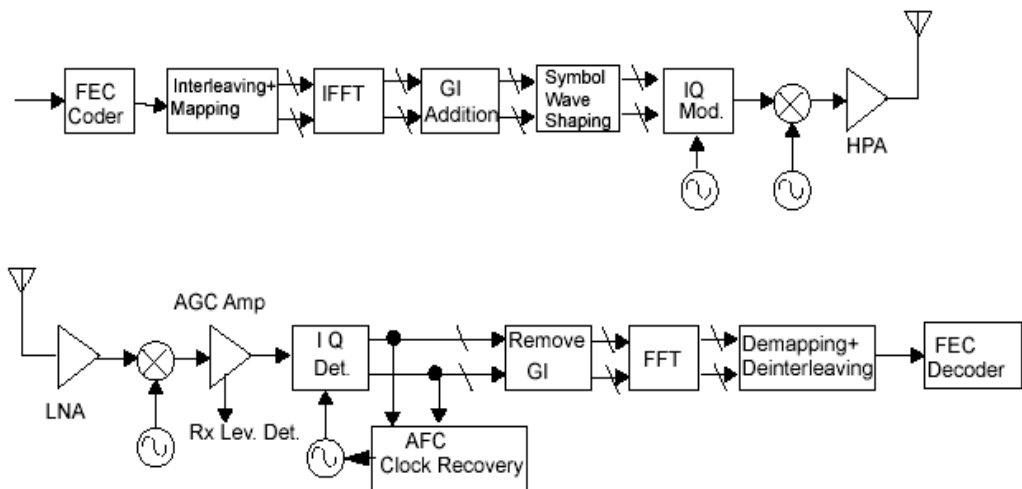 FEC
Coder
Interleaving+
Mapping
IFFT
GI
Addition
Symbol
Wave
Shaping
IQ
Mod.
HPA
LNA
AGC Amp
Rx Lev. Det.
I Q
Det.
AFC
Clock Recovery
Remove
GI
FFT
Demapping+
Deinterleaving
FEC
Decoder